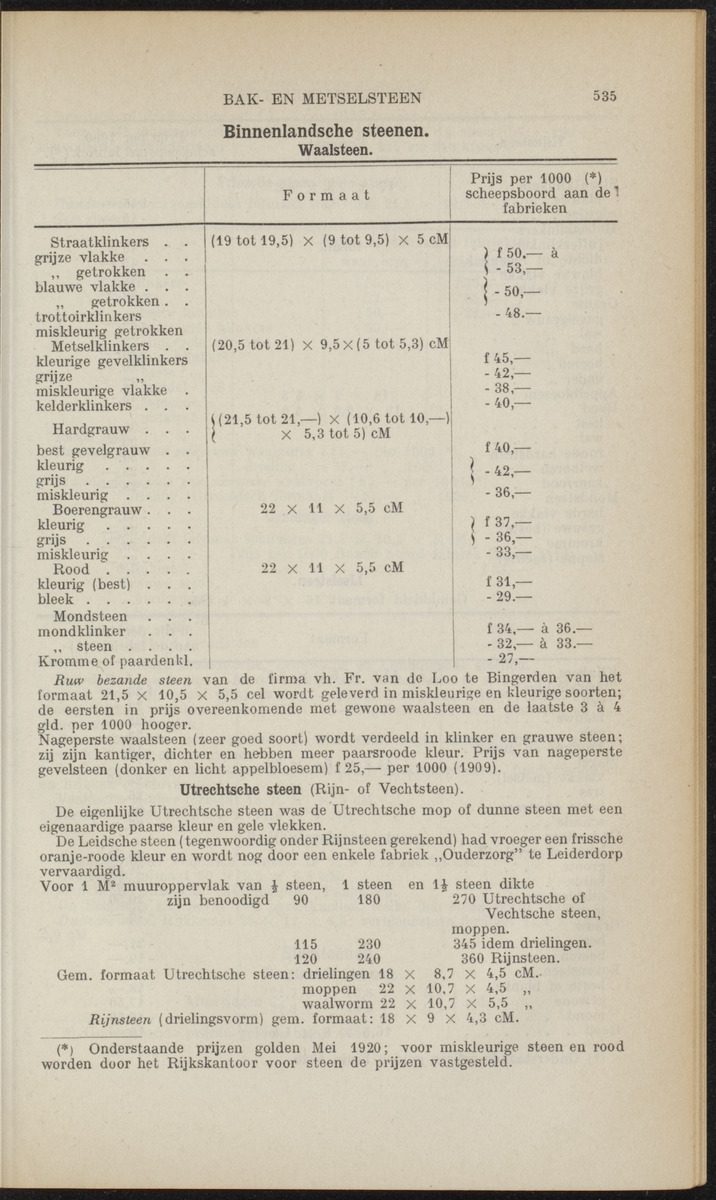 BAK- EN METSELSTEEN 535
Binnenlandsche steenen.
Waalsteen.
Formaat
Prijs per 1000 (*)
scheepsboord aan de
fabrieken
Straatklinkers . . (19 tot 19,5) × (9 tot 9,5) × 5 cM
grijze vlakke . . . } f 50.— à
„ getrokken . . } - 53,—
blauwe vlakke . . . } - 50,—
„ getrokken . .
trottoirklinkers - 48.—
miskleurig getrokken
Metselklinkers . . (20,5 tot 21) × 9,5 × (5 tot 5,3) cM
kleurige gevelklinkers f 45,—
grijze „ - 42,—
miskleurige vlakke . - 38,—
kelderklinkers . . . - 40,—
Hardgrauw . . . {(21,5 tot 21,—) × (10,6 tot 10,—)
× 5,3 tot 5) cM
best gevelgrauw . . f 40,—
kleurig . . . . . } - 42,—
grijs . . . . . .
miskleurig . . . . - 36,—
Boerengrauw . . . 22 × 11 × 5,5 cM
kleurig . . . . . } f 37,—
grijs . . . . . . } - 36,—
miskleurig . . . . - 33,—
Rood . . . . . 22 × 11 × 5,5 cM
kleurig (best) . . . f 31,—
bleek . . . . . . - 29.—
Mondsteen . . .
mondklinker . . . f 34,— à 36.—
„ steen . . . . - 32,— à 33.—
Kromme of paardenkl. - 27,—
Ruw bezande steen van de firma vh. Fr. van de Loo te Bingerden van het
formaat 21,5 × 10,5 × 5,5 cel wordt geleverd in miskleurige en kleurige soorten;
de eersten in prijs overeenkomende met gewone waalsteen en de laatste 3 à 4
gld. per 1000 hooger.
Nageperste waalsteen (zeer goed soort) wordt verdeeld in klinker en grauwe steen;
zij zijn kantiger, dichter en hebben meer paarsroode kleur. Prijs van nageperste
gevelsteen (donker en licht appelbloesem) f 25,— per 1000 (1909).
Utrechtsche steen (Rijn- of Vechtsteen).
De eigenlijke Utrechtsche steen was de Utrechtsche mop of dunne steen met een
eigenaardige paarse kleur en gele vlekken.
De Leidsche steen (tegenwoordig onder Rijnsteen gerekend) had vroeger een frissche
oranje-roode kleur en wordt nog door een enkele fabriek „Ouderzorg” te Leiderdorp
vervaardigd.
Voor 1 M² muuroppervlak van ½ steen, 1 steen en 1½ steen dikte
zijn benoodigd 90 180 270 Utrechtsche of
Vechtsche steen,
moppen.
115 230 345 idem drielingen.
120 240 360 Rijnsteen.
Gem. formaat Utrechtsche steen: drielingen 18 × 8,7 × 4,5 cM.
moppen 22 × 10,7 × 4,5 „
waalworm 22 × 10,7 × 5,5 „
Rijnsteen (drielingsvorm) gem. formaat: 18 × 9 × 4,3 cM.
(*) Onderstaande prijzen golden Mei 1920; voor miskleurige steen en rood
worden door het Rijkskantoor voor steen de prijzen vastgesteld.